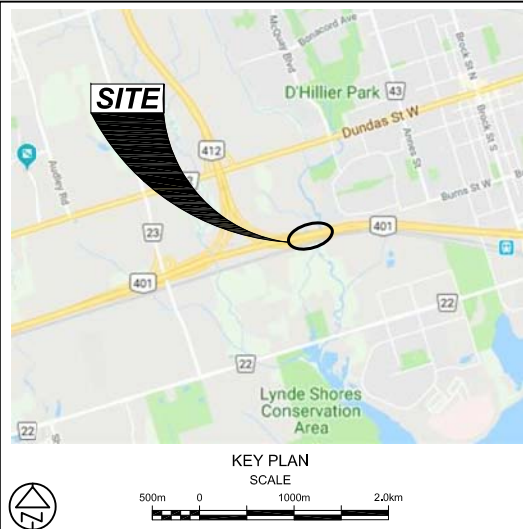 McQuay Blvd
Bonacord Ave
Brock St N
SITE
D'Hillier Park
43
Dundas St W
412
Annes St
Brock St S
Audley Rd
Burns St W
23
401
401
22
22
Lynde Shores
Conservation
Area
22
KEY PLAN
SCALE
500m 0 1000m 2.0km
N